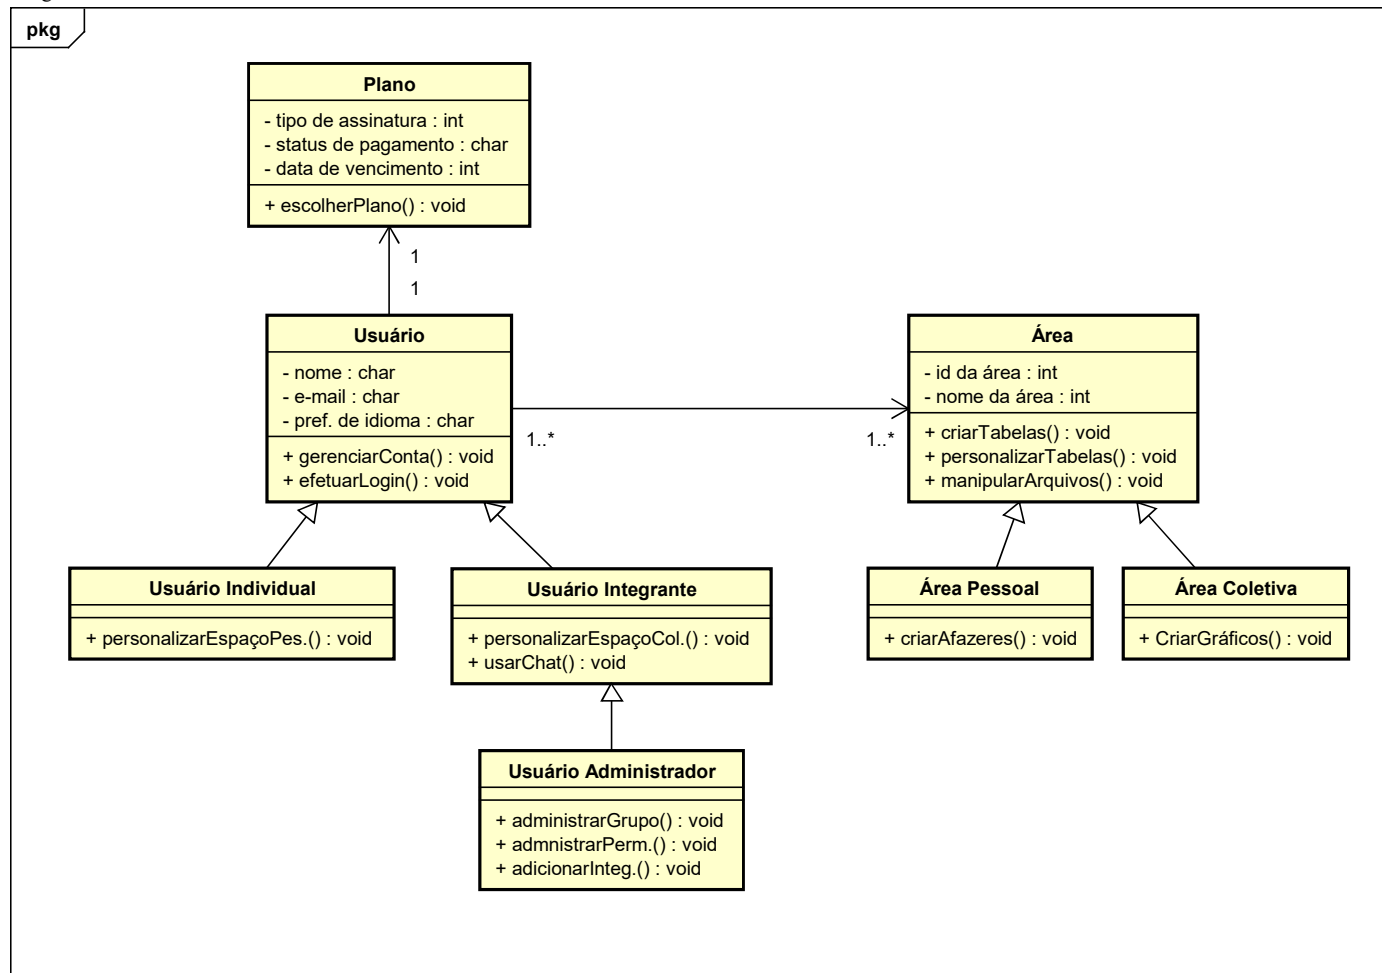 pkg
Plano
- tipo de assinatura : int
- status de pagamento : char
- data de vencimento : int
+ escolherPlano() : void
1
1
Usuário
- nome : char
- e-mail : char
- pref. de idioma : char
+ gerenciarConta() : void
+ efetuarLogin() : void
1..*
1..*
Área
- id da área : int
- nome da área : int
+ criarTabelas() : void
+ personalizarTabelas() : void
+ manipularArquivos() : void
Usuário Individual
+ personalizarEspaçoPes.() : void
Usuário Integrante
+ personalizarEspaçoCol.() : void
+ usarChat() : void
Área Pessoal
+ criarAfazeres() : void
Área Coletiva
+ CriarGráficos() : void
Usuário Administrador
+ administrarGrupo() : void
+ admnistrarPerm.() : void
+ adicionarInteg.() : void